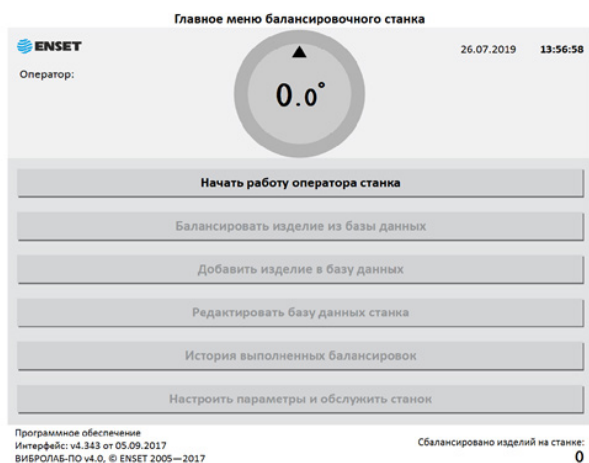 Главное меню балансировочного станка
ENSET
26.07.2019 13:56:58
Оператор:
0.0°
Начать работу оператора станка
Балансировать изделие из базы данных
Добавить изделие в базу данных
Редактировать базу данных станка
История выполненных балансировок
Настроить параметры и обслужить станок
Программное обеспечение
Интерфейс: v4.343 от 05.09.2017
ВИБРОЛАБ-ПО v4.0, © ENSET 2005—2017
Сбалансировано изделий на станке:
0